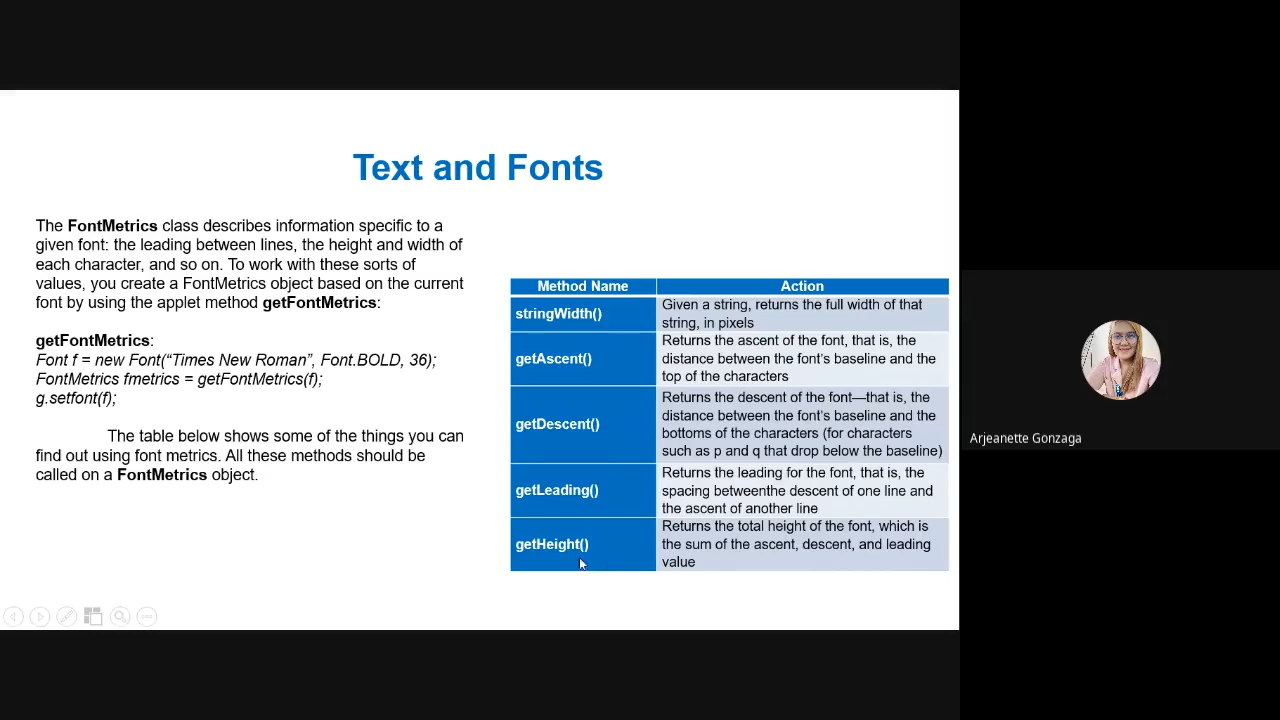 Text and Fonts
The FontMetrics class describes information specific to a
given font: the leading between lines, the height and width of
each character, and so on. To work with these sorts of
values, you create a FontMetrics object based on the current
font by using the applet method getFontMetrics:
getFontMetrics:
Font f = new Font(“Times New Roman”, Font.BOLD, 36);
FontMetrics fmetrics = getFontMetrics(f);
g.setfont(f);
The table below shows some of the things you can
find out using font metrics. All these methods should be
called on a FontMetrics object.
Method Name Action
stringWidth() Given a string, returns the full width of that
string, in pixels
getAscent() Returns the ascent of the font, that is, the
distance between the font’s baseline and the
top of the characters
getDescent() Returns the descent of the font—that is, the
distance between the font’s baseline and the
bottoms of the characters (for characters
such as p and q that drop below the baseline)
getLeading() Returns the leading for the font, that is, the
spacing betweenthe descent of one line and
the ascent of another line
getHeight() Returns the total height of the font, which is
the sum of the ascent, descent, and leading
value
Arjeanette Gonzaga